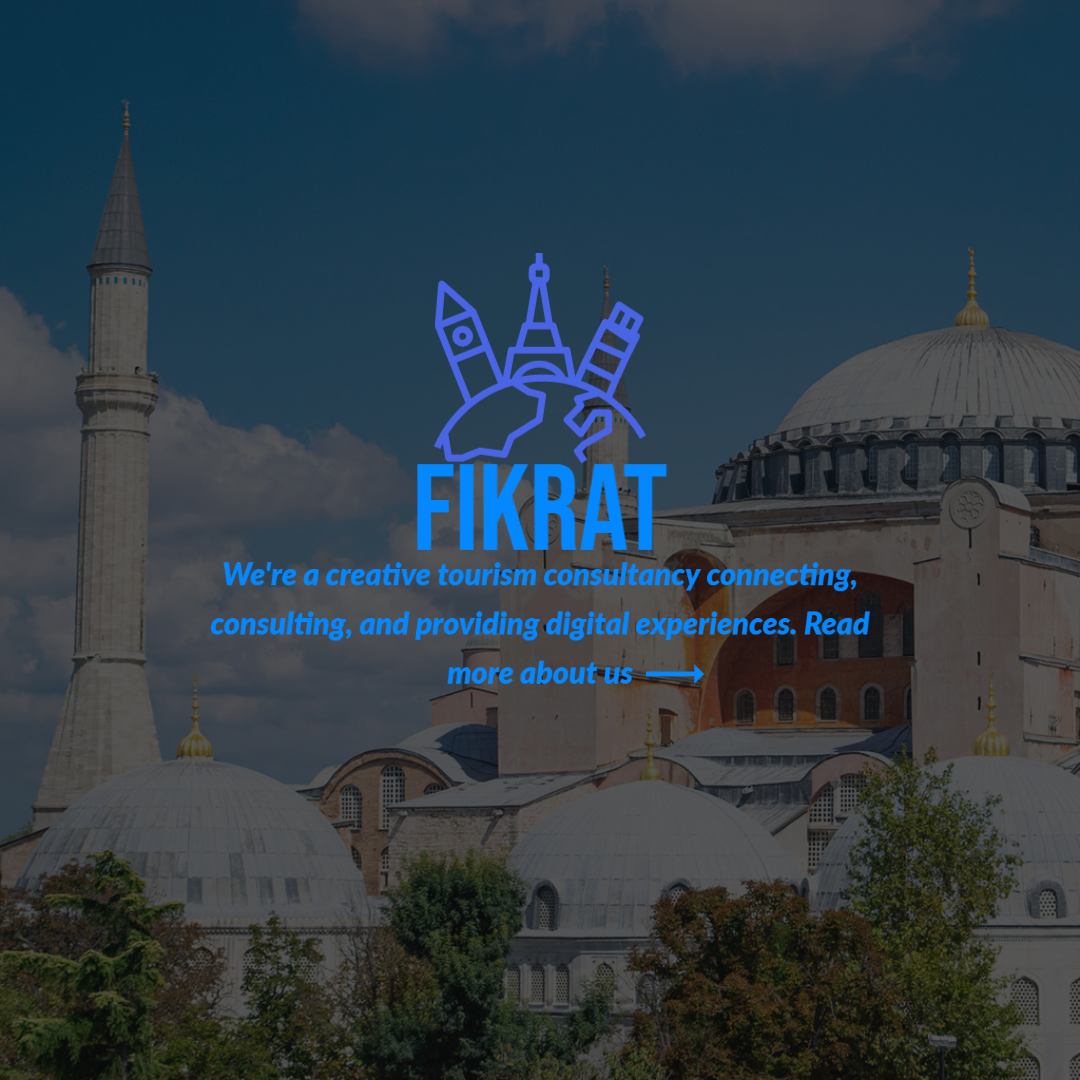 FIKRAT
We're a creative tourism consultancy connecting,
consulting, and providing digital experiences. Read
more about us